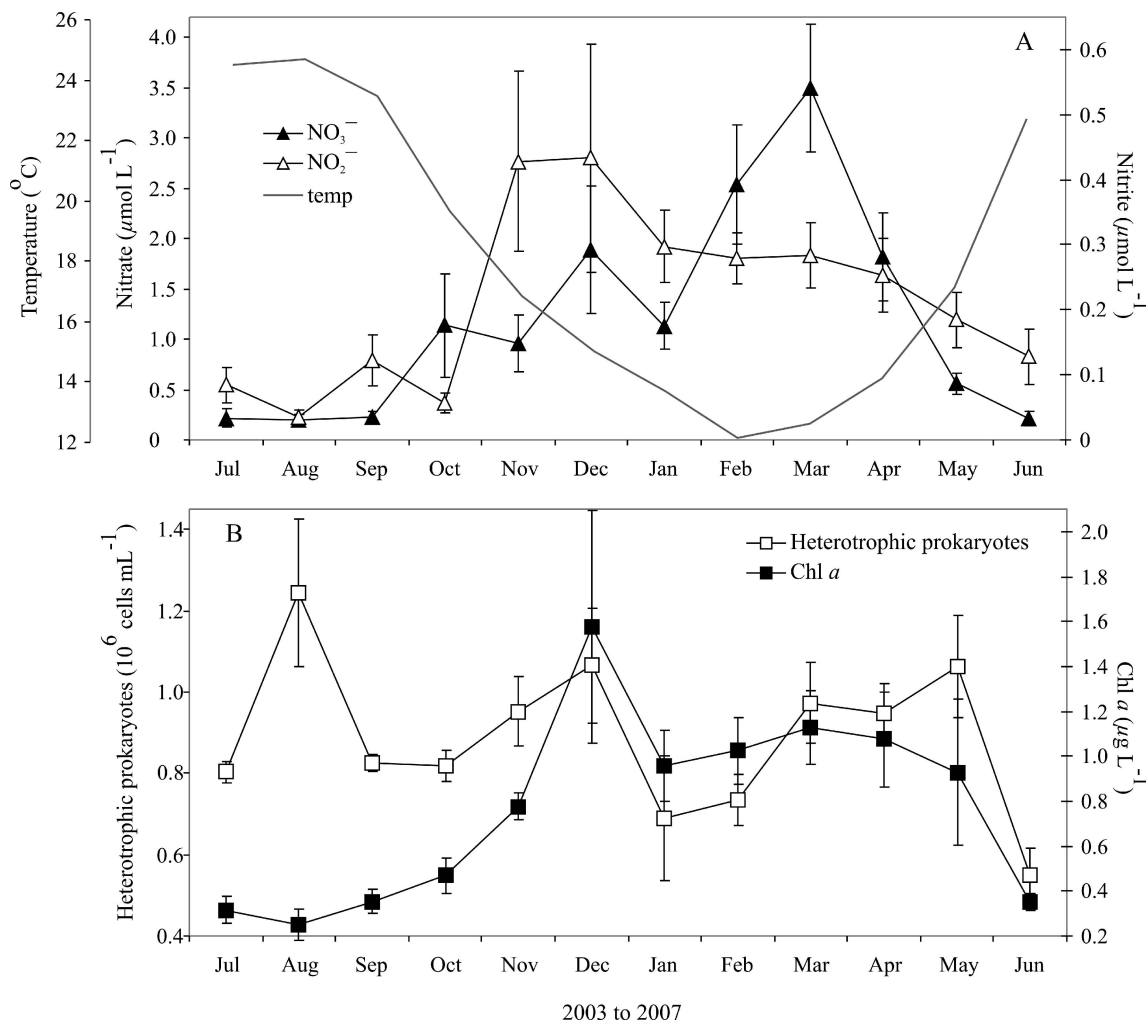 A
Temperature (°C)
26
24
22
20
18
16
14
12
Nitrate (µmol L⁻¹)
4.0
3.5
3.0
2.5
2.0
1.5
1.0
0.5
0
NO₃⁻
NO₂⁻
temp
0.6
0.5
0.4
0.3
0.2
0.1
0
Nitrite (µmol L⁻¹)
Jul Aug Sep Oct Nov Dec Jan Feb Mar Apr May Jun
B
Heterotrophic prokaryotes (10⁶ cells mL⁻¹)
1.4
1.2
1.0
0.8
0.6
0.4
Heterotrophic prokaryotes
Chl a
2.0
1.8
1.6
1.4
1.2
1.0
0.8
0.6
0.4
0.2
Chl a (µg L⁻¹)
Jul Aug Sep Oct Nov Dec Jan Feb Mar Apr May Jun
2003 to 2007